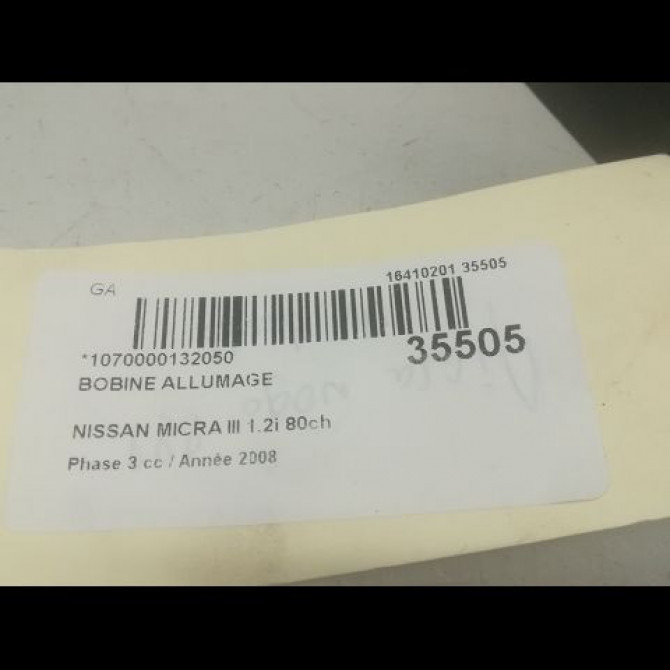 GA
16410201 35505
*1070000132050
35505
BOBINE ALLUMAGE
NISSAN MICRA III 1.2i 80ch
Phase 3 cc / Année 2008